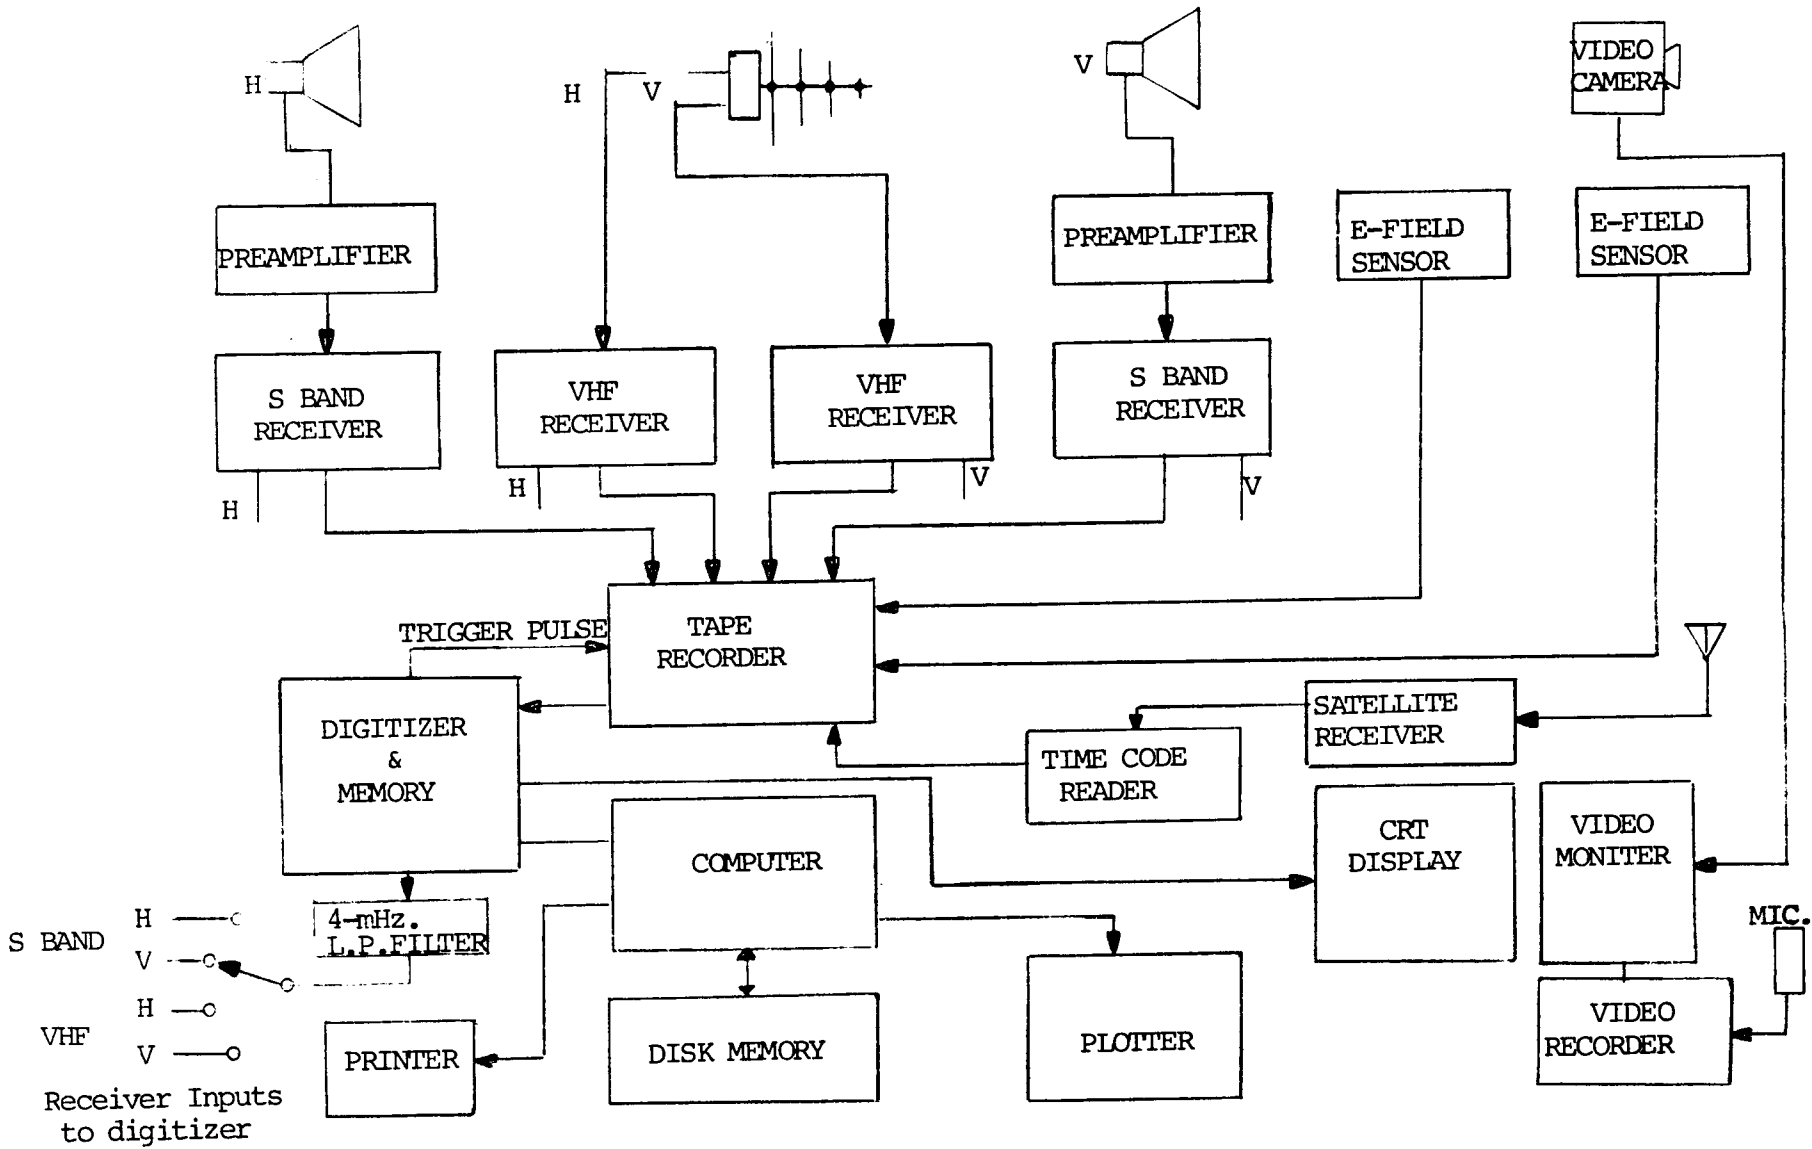 H
H
V
V
VIDEO
CAMERA
PREAMPLIFIER
PREAMPLIFIER
E-FIELD
SENSOR
E-FIELD
SENSOR
S BAND
RECEIVER
VHF
RECEIVER
VHF
RECEIVER
S BAND
RECEIVER
H
H
V
V
TRIGGER PULSE
TAPE
RECORDER
DIGITIZER
&
MEMORY
SATELLITE
RECEIVER
TIME CODE
READER
COMPUTER
CRT
DISPLAY
VIDEO
MONITER
MIC.
4-mHz.
L.P.FILTER
S BAND
H
V
VHF
H
V
Receiver Inputs
to digitizer
PRINTER
DISK MEMORY
PLOTTER
VIDEO
RECORDER